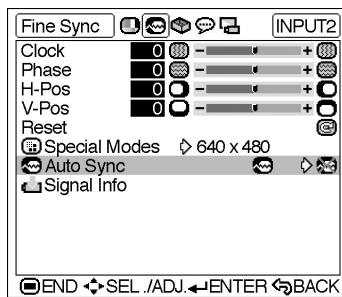 Fine Sync INPUT2
Clock 0 - +
Phase 0 - +
H-Pos 0 - +
V-Pos 0 - +
Reset
Special Modes 640 x 480
Auto Sync
Signal Info
END SEL./ADJ. ENTER BACK